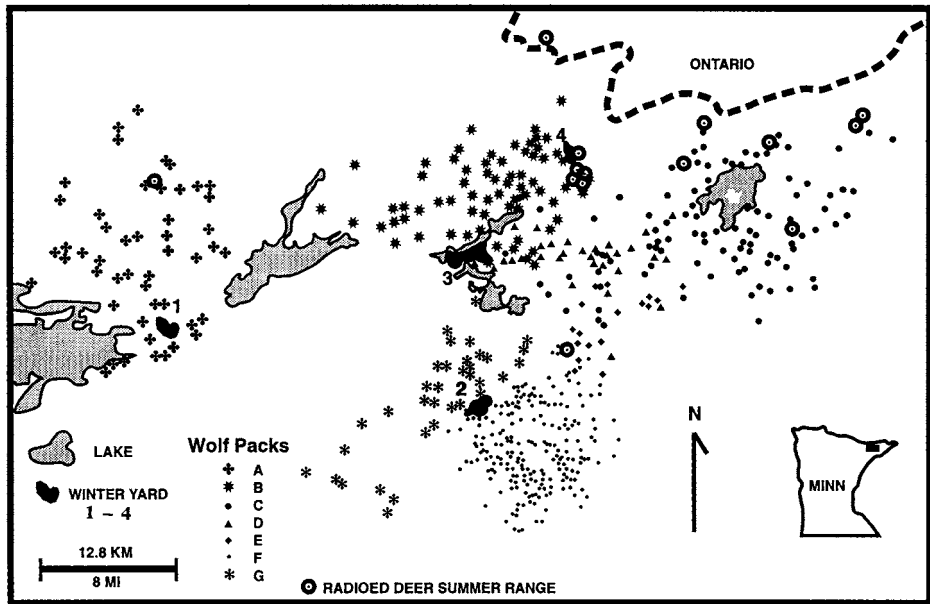 ONTARIO
4
3
1
2
N
LAKE
WINTER YARD
1 – 4
12.8 KM
8 MI
Wolf Packs
A
B
C
D
E
F
G
MINN
RADIOED DEER SUMMER RANGE